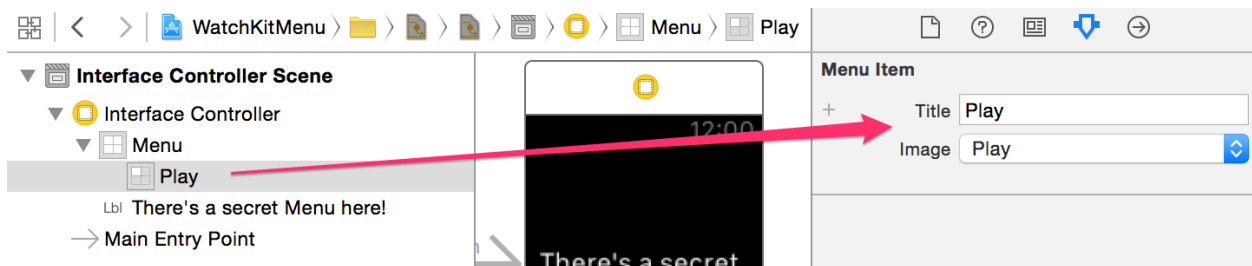 WatchKitMenu Menu Play
Interface Controller Scene
Interface Controller
Menu
Play
Lbl There's a secret Menu here!
Main Entry Point
12:00
There's a secret
Menu Item
+ Title Play
Image Play